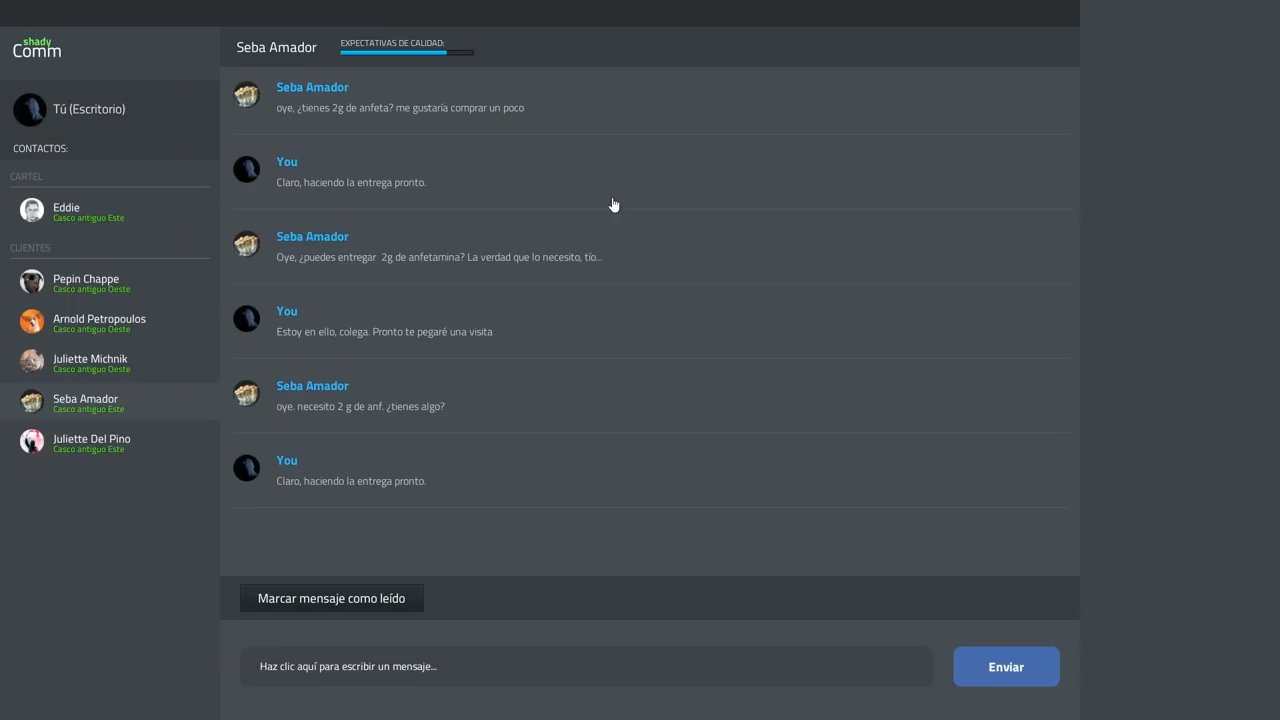 shady
Comm
Tú (Escritorio)
CONTACTOS:
CARTEL
Eddie
Casco antiguo Este
CLIENTES
Pepin Chappe
Casco antiguo Oeste
Arnold Petropoulos
Casco antiguo Oeste
Juliette Michnik
Casco antiguo Oeste
Seba Amador
Casco antiguo Este
Juliette Del Pino
Casco antiguo Este
Seba Amador
EXPECTATIVAS DE CALIDAD:
Seba Amador
oye, ¿tienes 2g de anfeta? me gustaría comprar un poco
You
Claro, haciendo la entrega pronto.
Seba Amador
Oye, ¿puedes entregar  2g de anfetamina? La verdad que lo necesito, tío...
You
Estoy en ello, colega. Pronto te pegaré una visita
Seba Amador
oye. necesito 2 g de anf. ¿tienes algo?
You
Claro, haciendo la entrega pronto.
Marcar mensaje como leído
Haz clic aquí para escribir un mensaje...
Enviar